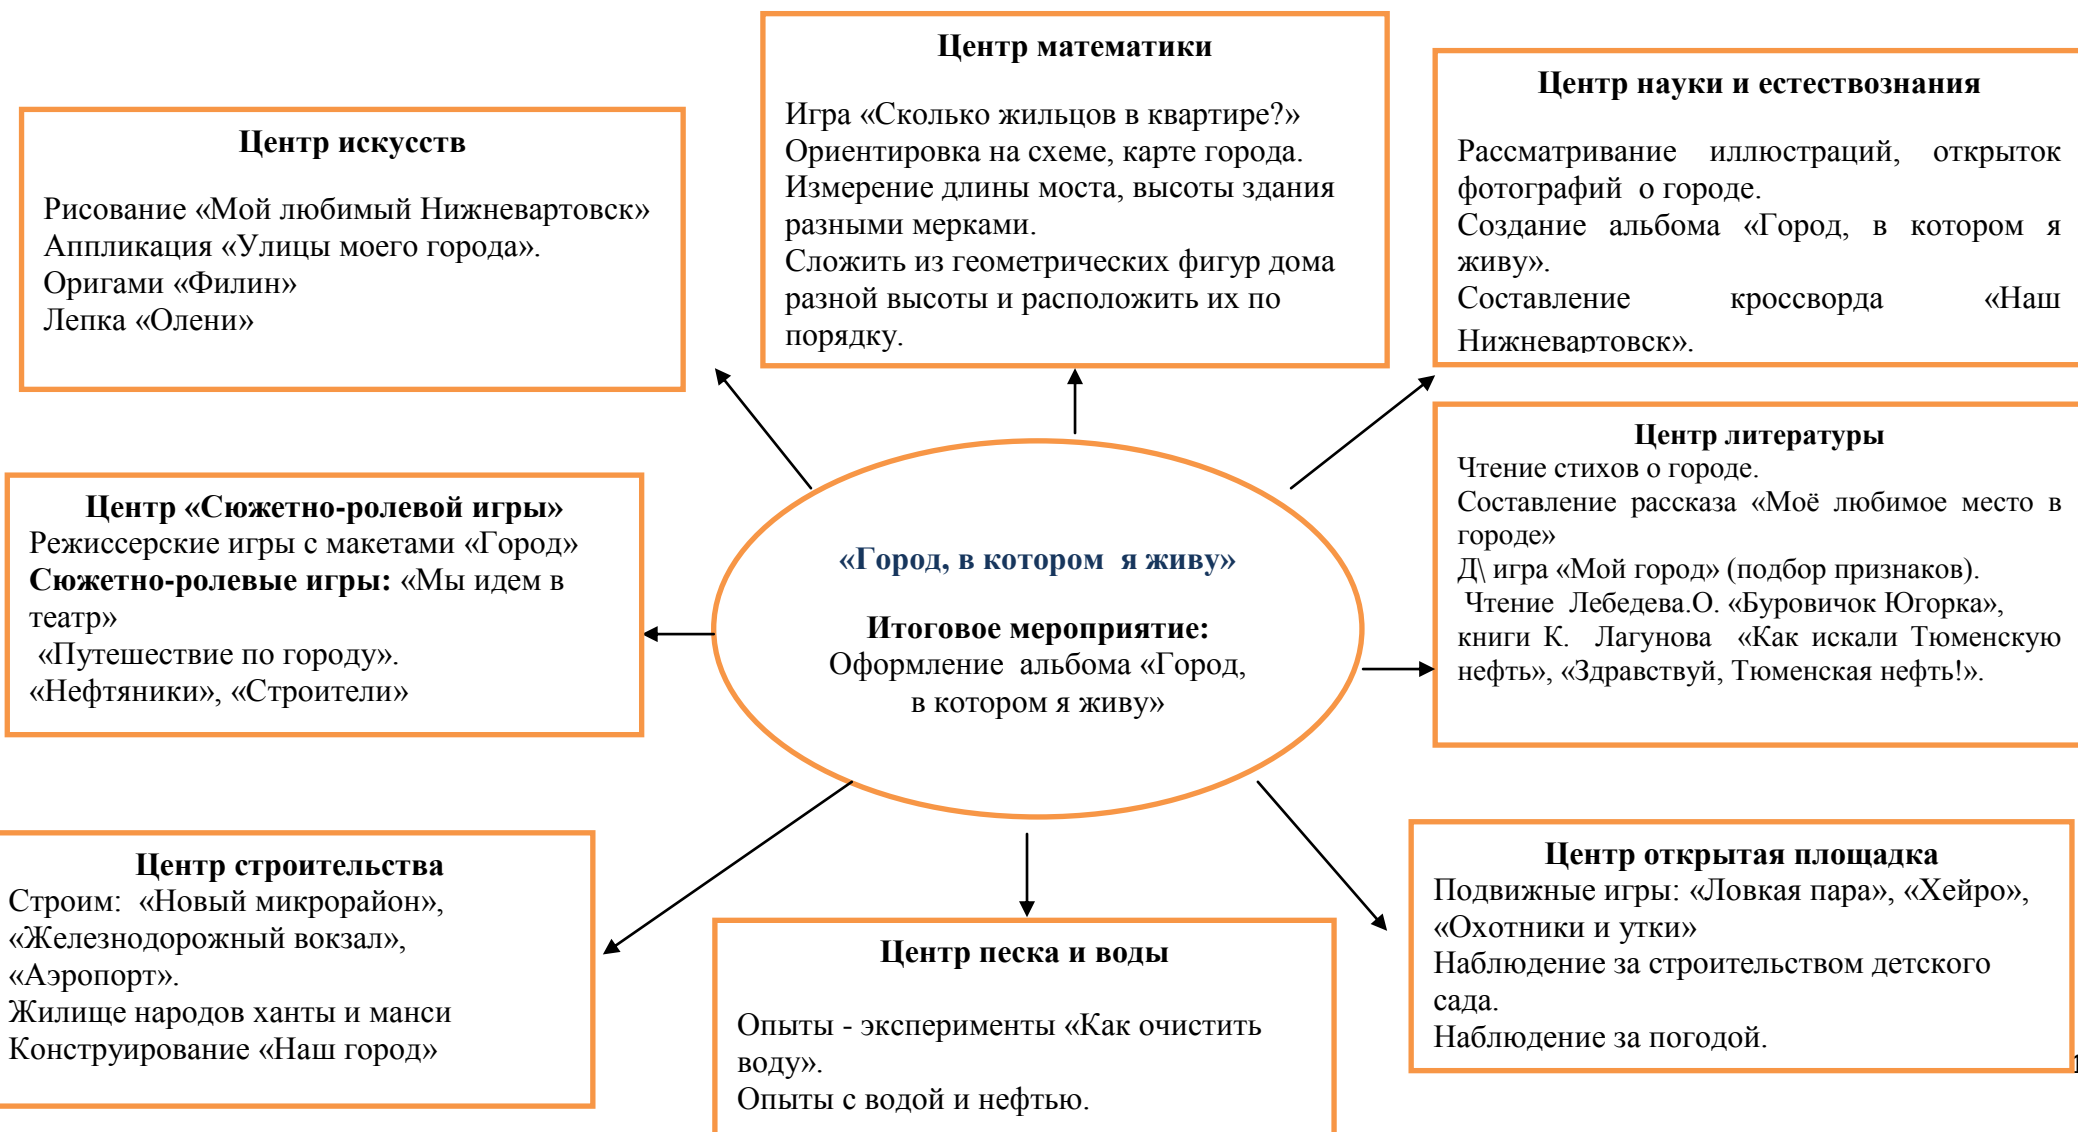 Центр математики
Игра «Сколько жильцов в квартире?»
Ориентировка на схеме, карте города.
Измерение длины моста, высоты здания
разными мерками.
Сложить из геометрических фигур дома
разной высоты и расположить их по
порядку.
Центр науки и естествознания
Рассматривание иллюстраций, открыток
фотографий о городе.
Создание альбома «Город, в котором я
живу».
Составление кроссворда «Наш
Нижневартовск».
Центр искусств
Рисование «Мой любимый Нижневартовск»
Аппликация «Улицы моего города».
Оригами «Филин»
Лепка «Олени»
Центр литературы
Чтение стихов о городе.
Составление рассказа «Моё любимое место в
городе»
Д\ игра «Мой город» (подбор признаков).
Чтение Лебедева.О. «Буровичок Югорка»,
книги К. Лагунова «Как искали Тюменскую
нефть», «Здравствуй, Тюменская нефть!».
Центр «Сюжетно-ролевой игры»
Режиссерские игры с макетами «Город»
Сюжетно-ролевые игры: «Мы идем в
театр»
«Путешествие по городу».
«Нефтяники», «Строители»
«Город, в котором я живу»
Итоговое мероприятие:
Оформление альбома «Город,
в котором я живу»
Центр строительства
Строим: «Новый микрорайон»,
«Железнодорожный вокзал»,
«Аэропорт».
Жилище народов ханты и манси
Конструирование «Наш город»
Центр песка и воды
Опыты - эксперименты «Как очистить
воду».
Опыты с водой и нефтью.
Центр открытая площадка
Подвижные игры: «Ловкая пара», «Хейро»,
«Охотники и утки»
Наблюдение за строительством детского
сада.
Наблюдение за погодой.
1